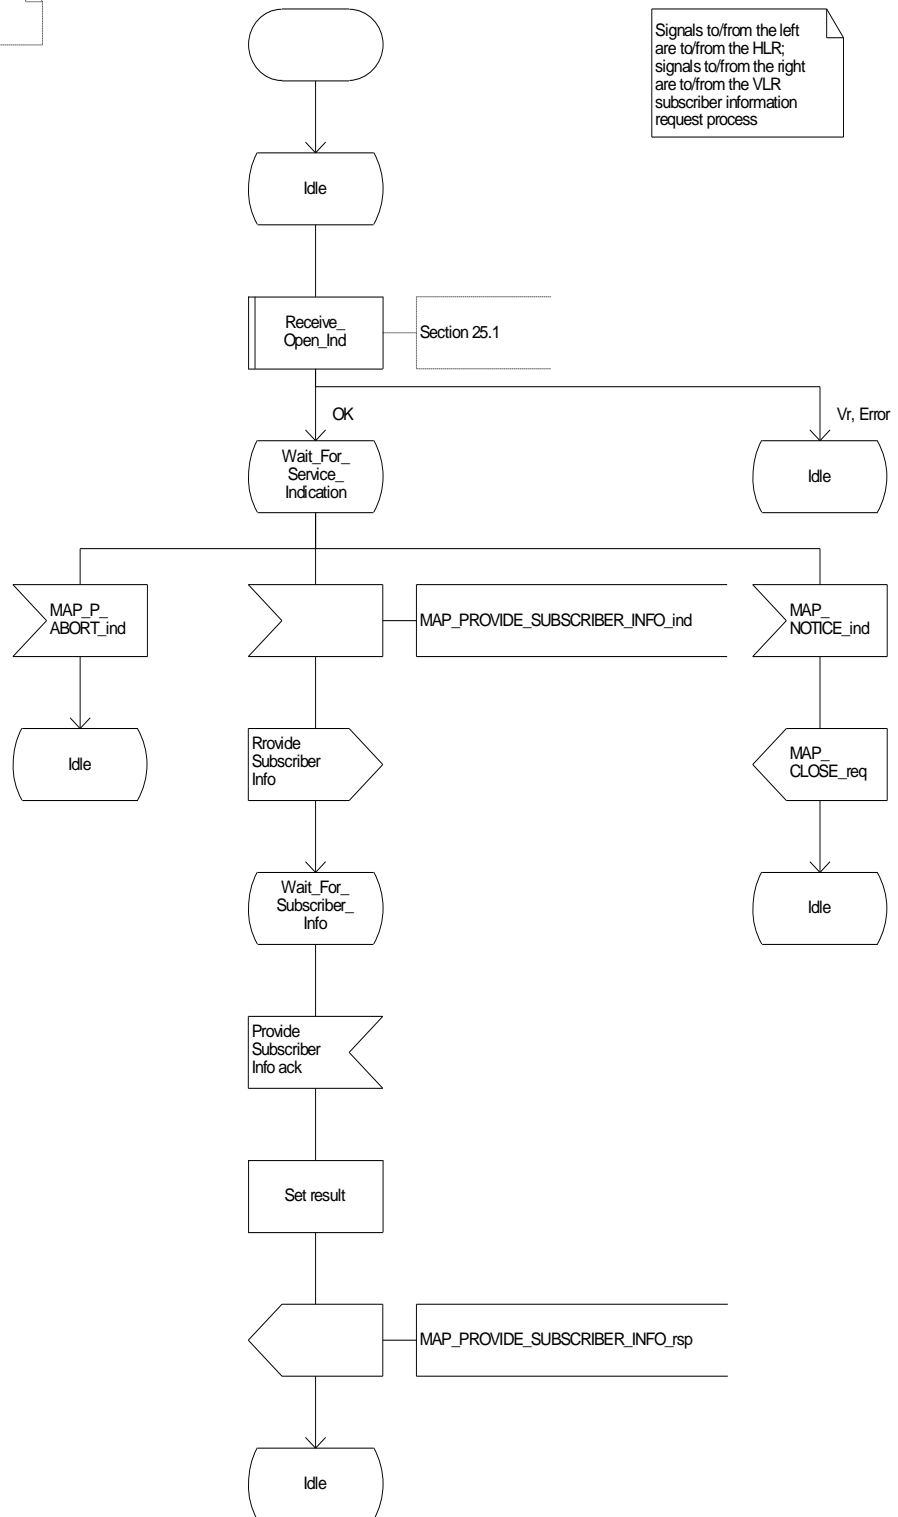 Signals to/from the left
are to/from the HLR;
signals to/from the right
are to/from the VLR
subscriber information
request process
Idle
Receive_
Open_Ind
Section 25.1
OK
Vr, Error
Wait_For_
Service_
Indication
Idle
MAP_P_
ABORT_ind
MAP_PROVIDE_SUBSCRIBER_INFO_ind
MAP_
NOTICE_ind
Idle
Rrovide
Subscriber
Info
MAP_
CLOSE_req
Wait_For_
Subscriber_
Info
Idle
Provide
Subscriber
Info ack
Set result
MAP_PROVIDE_SUBSCRIBER_INFO_rsp
Idle